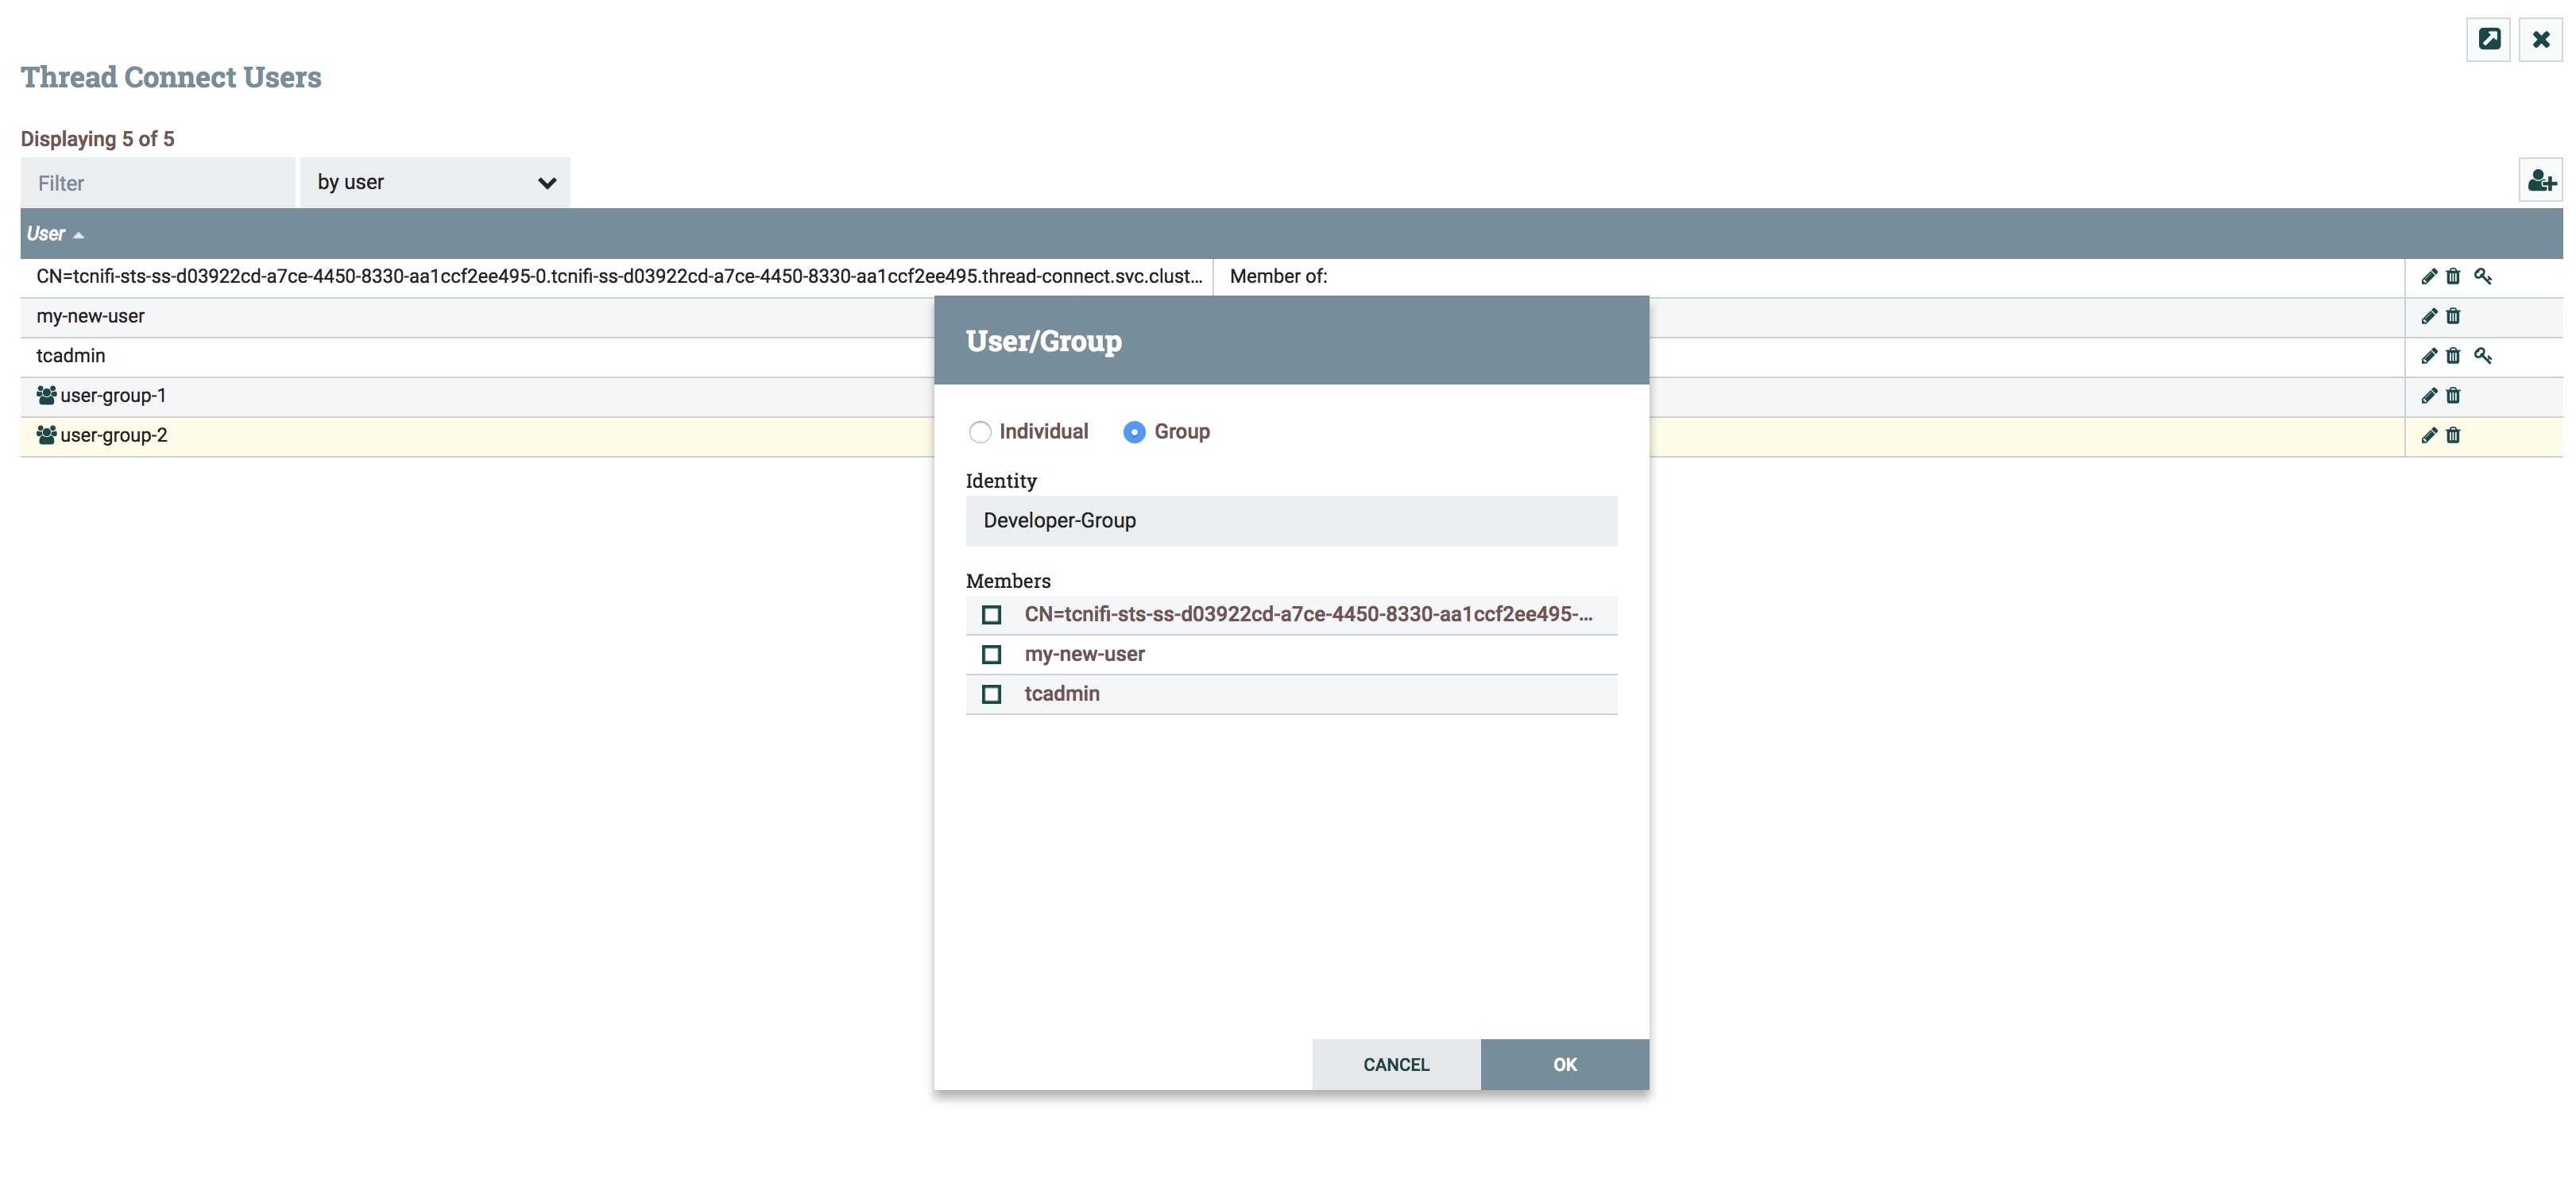 Thread Connect Users
Displaying 5 of 5
Filter
by user
User
CN=tcnifi-sts-ss-d03922cd-a7ce-4450-8330-aa1ccf2ee495-0.tcnifi-ss-d03922cd-a7ce-4450-8330-aa1ccf2ee495.thread-connect.svc.clust... Member of:
my-new-user
tcadmin
user-group-1
user-group-2
User/Group
Individual Group
Identity
Developer-Group
Members
CN=tcnifi-sts-ss-d03922cd-a7ce-4450-8330-aa1ccf2ee495-...
my-new-user
tcadmin
CANCEL OK